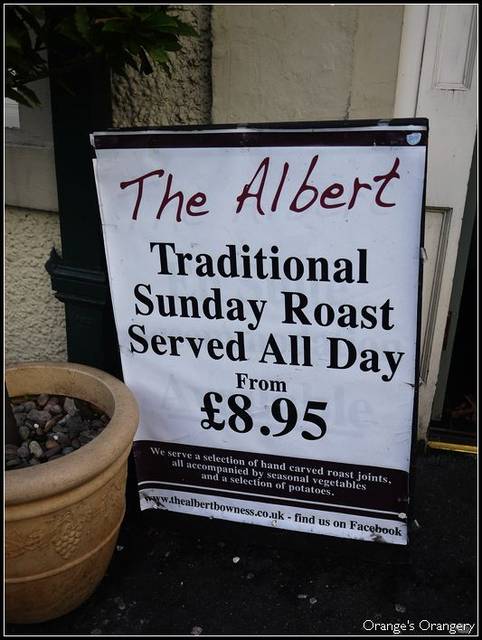 The Albert
Traditional
Sunday Roast
Served All Day
From
£8.95
We serve a selection of hand carved roast joints,
all accompanied by seasonal vegetables
and a selection of potatoes.
www.thealbertbowness.co.uk - find us on Facebook
Orange's Orangery